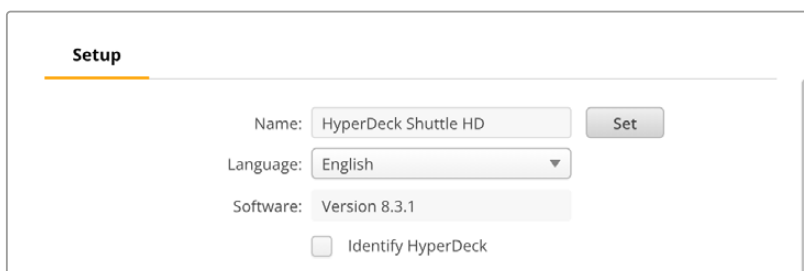 Setup
Name: HyperDeck Shuttle HD Set
Language: English
Software: Version 8.3.1
Identify HyperDeck